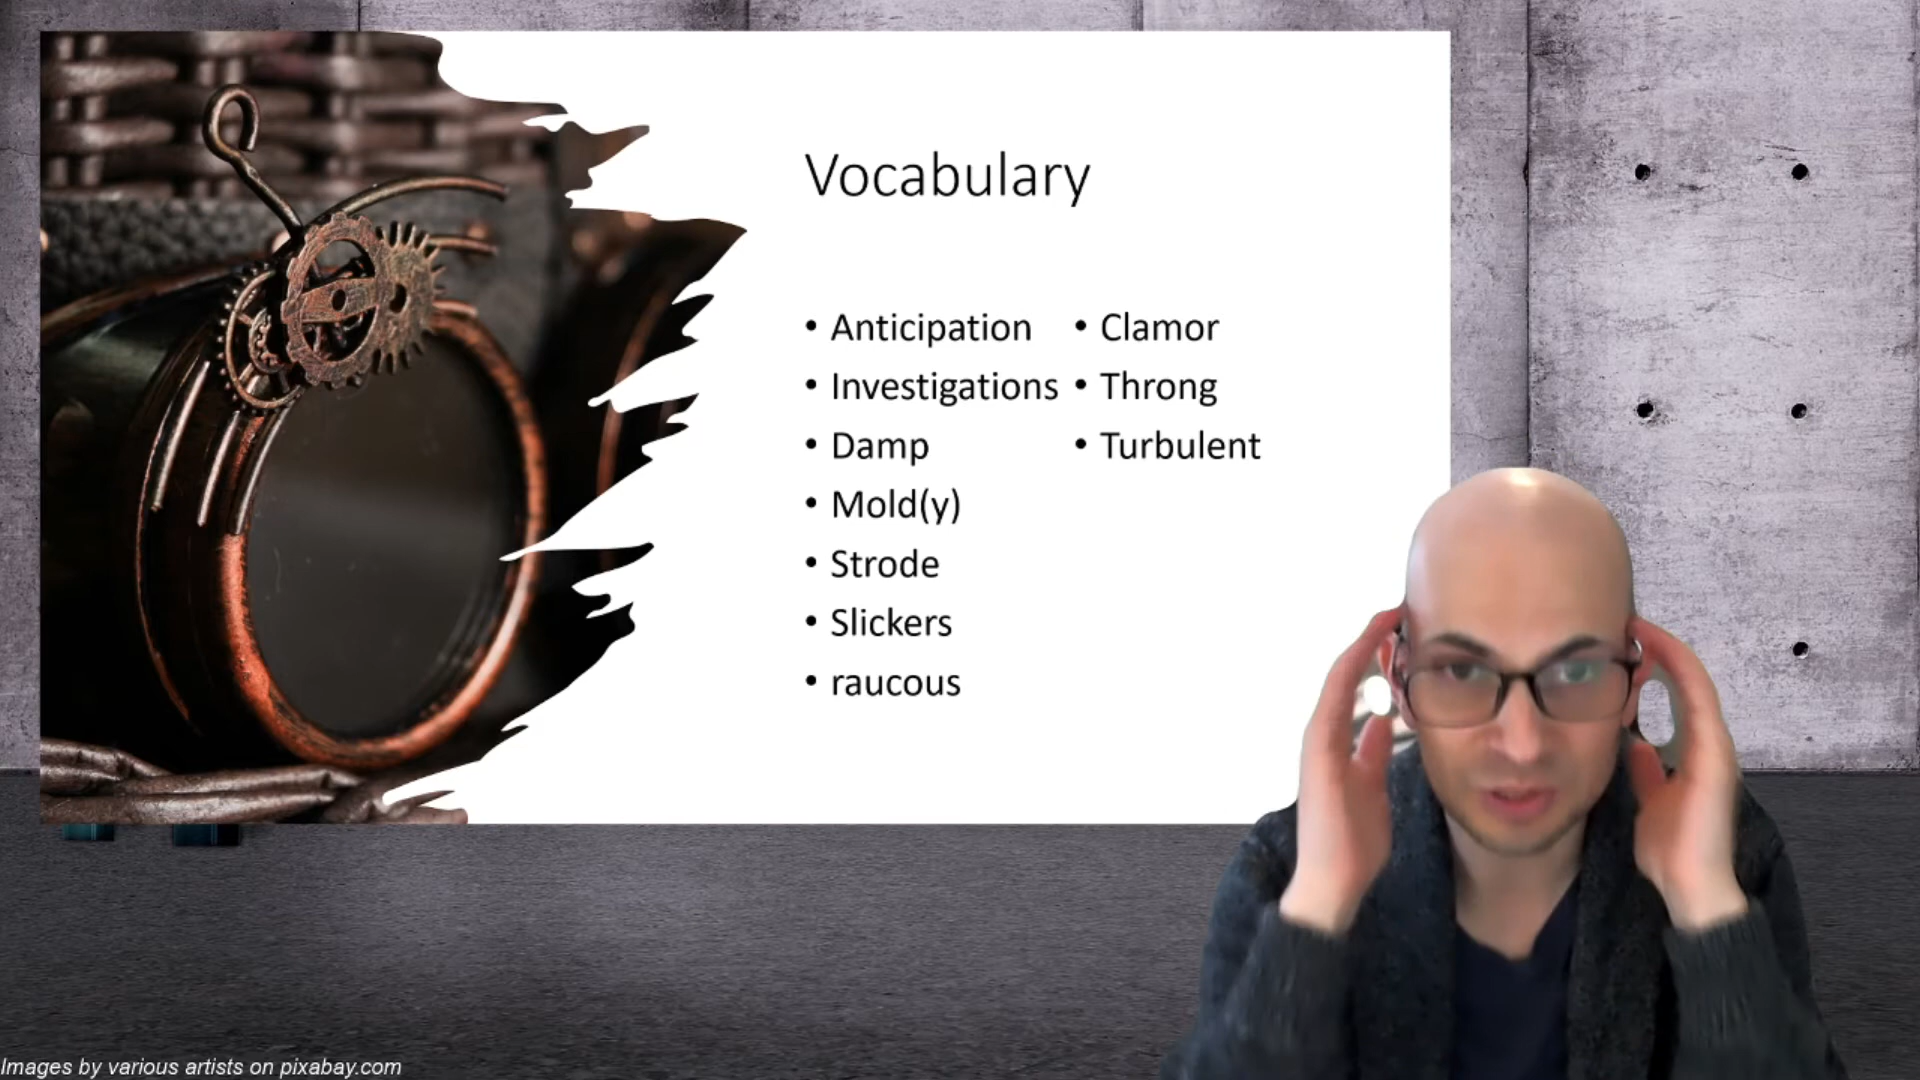 Vocabulary
Anticipation
Investigations
Damp
Mold(y)
Strode
Slickers
raucous
Clamor
Throng
Turbulent
Images by various artists on pixabay.com